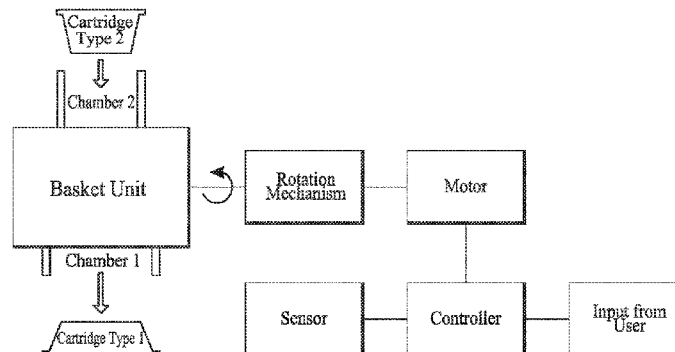 Cartridge
Type 2
Chamber 2
Basket Unit
Rotation
Mechanism
Motor
Chamber 1
Cartridge Type 1
Sensor
Controller
Input from
User